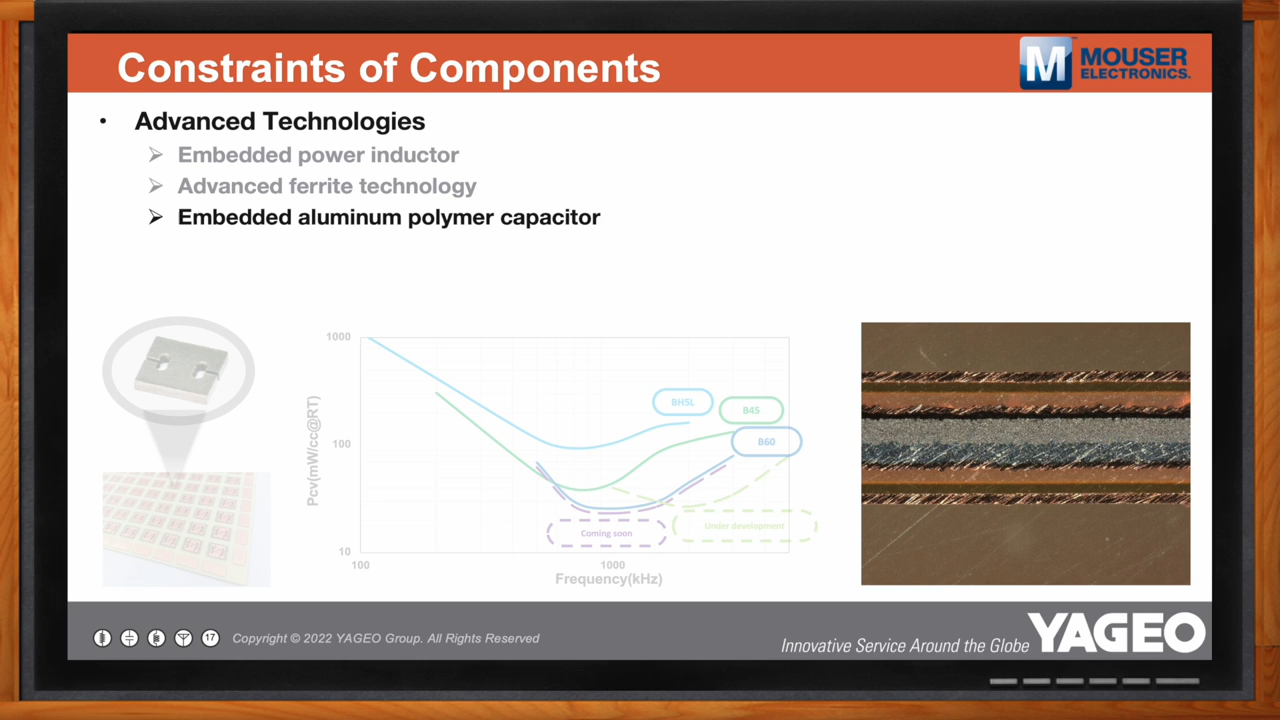 Constraints of Components
M MOUSER
ELECTRONICS.
• Advanced Technologies
➢ Embedded power inductor
➢ Advanced ferrite technology
➢ Embedded aluminum polymer capacitor
1000
100
10
Pcv(mW/cc@RT)
BH5L
B45
B60
Coming soon
Under development
100
1000
Frequency(kHz)
17
Copyright © 2022 YAGEO Group. All Rights Reserved
Innovative Service Around the Globe
YAGEO